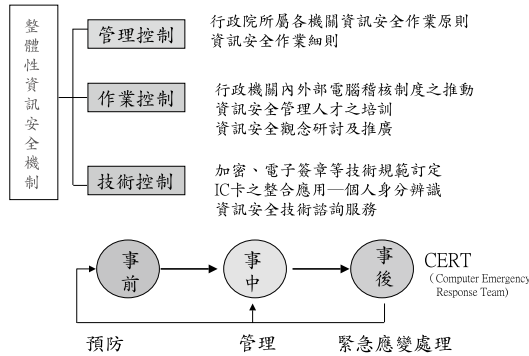 整體性資訊安全機制
管理控制
行政院所屬各機關資訊安全作業原則
資訊安全作業細則
作業控制
行政機關內外部電腦稽核制度之推動
資訊安全管理人才之培訓
資訊安全觀念研討及推廣
技術控制
加密、電子簽章等技術規範訂定
IC卡之整合應用—個人身分辨識
資訊安全技術諮詢服務
事前
事中
事後
CERT
(Computer Emergency
Response Team)
預防
管理
緊急應變處理